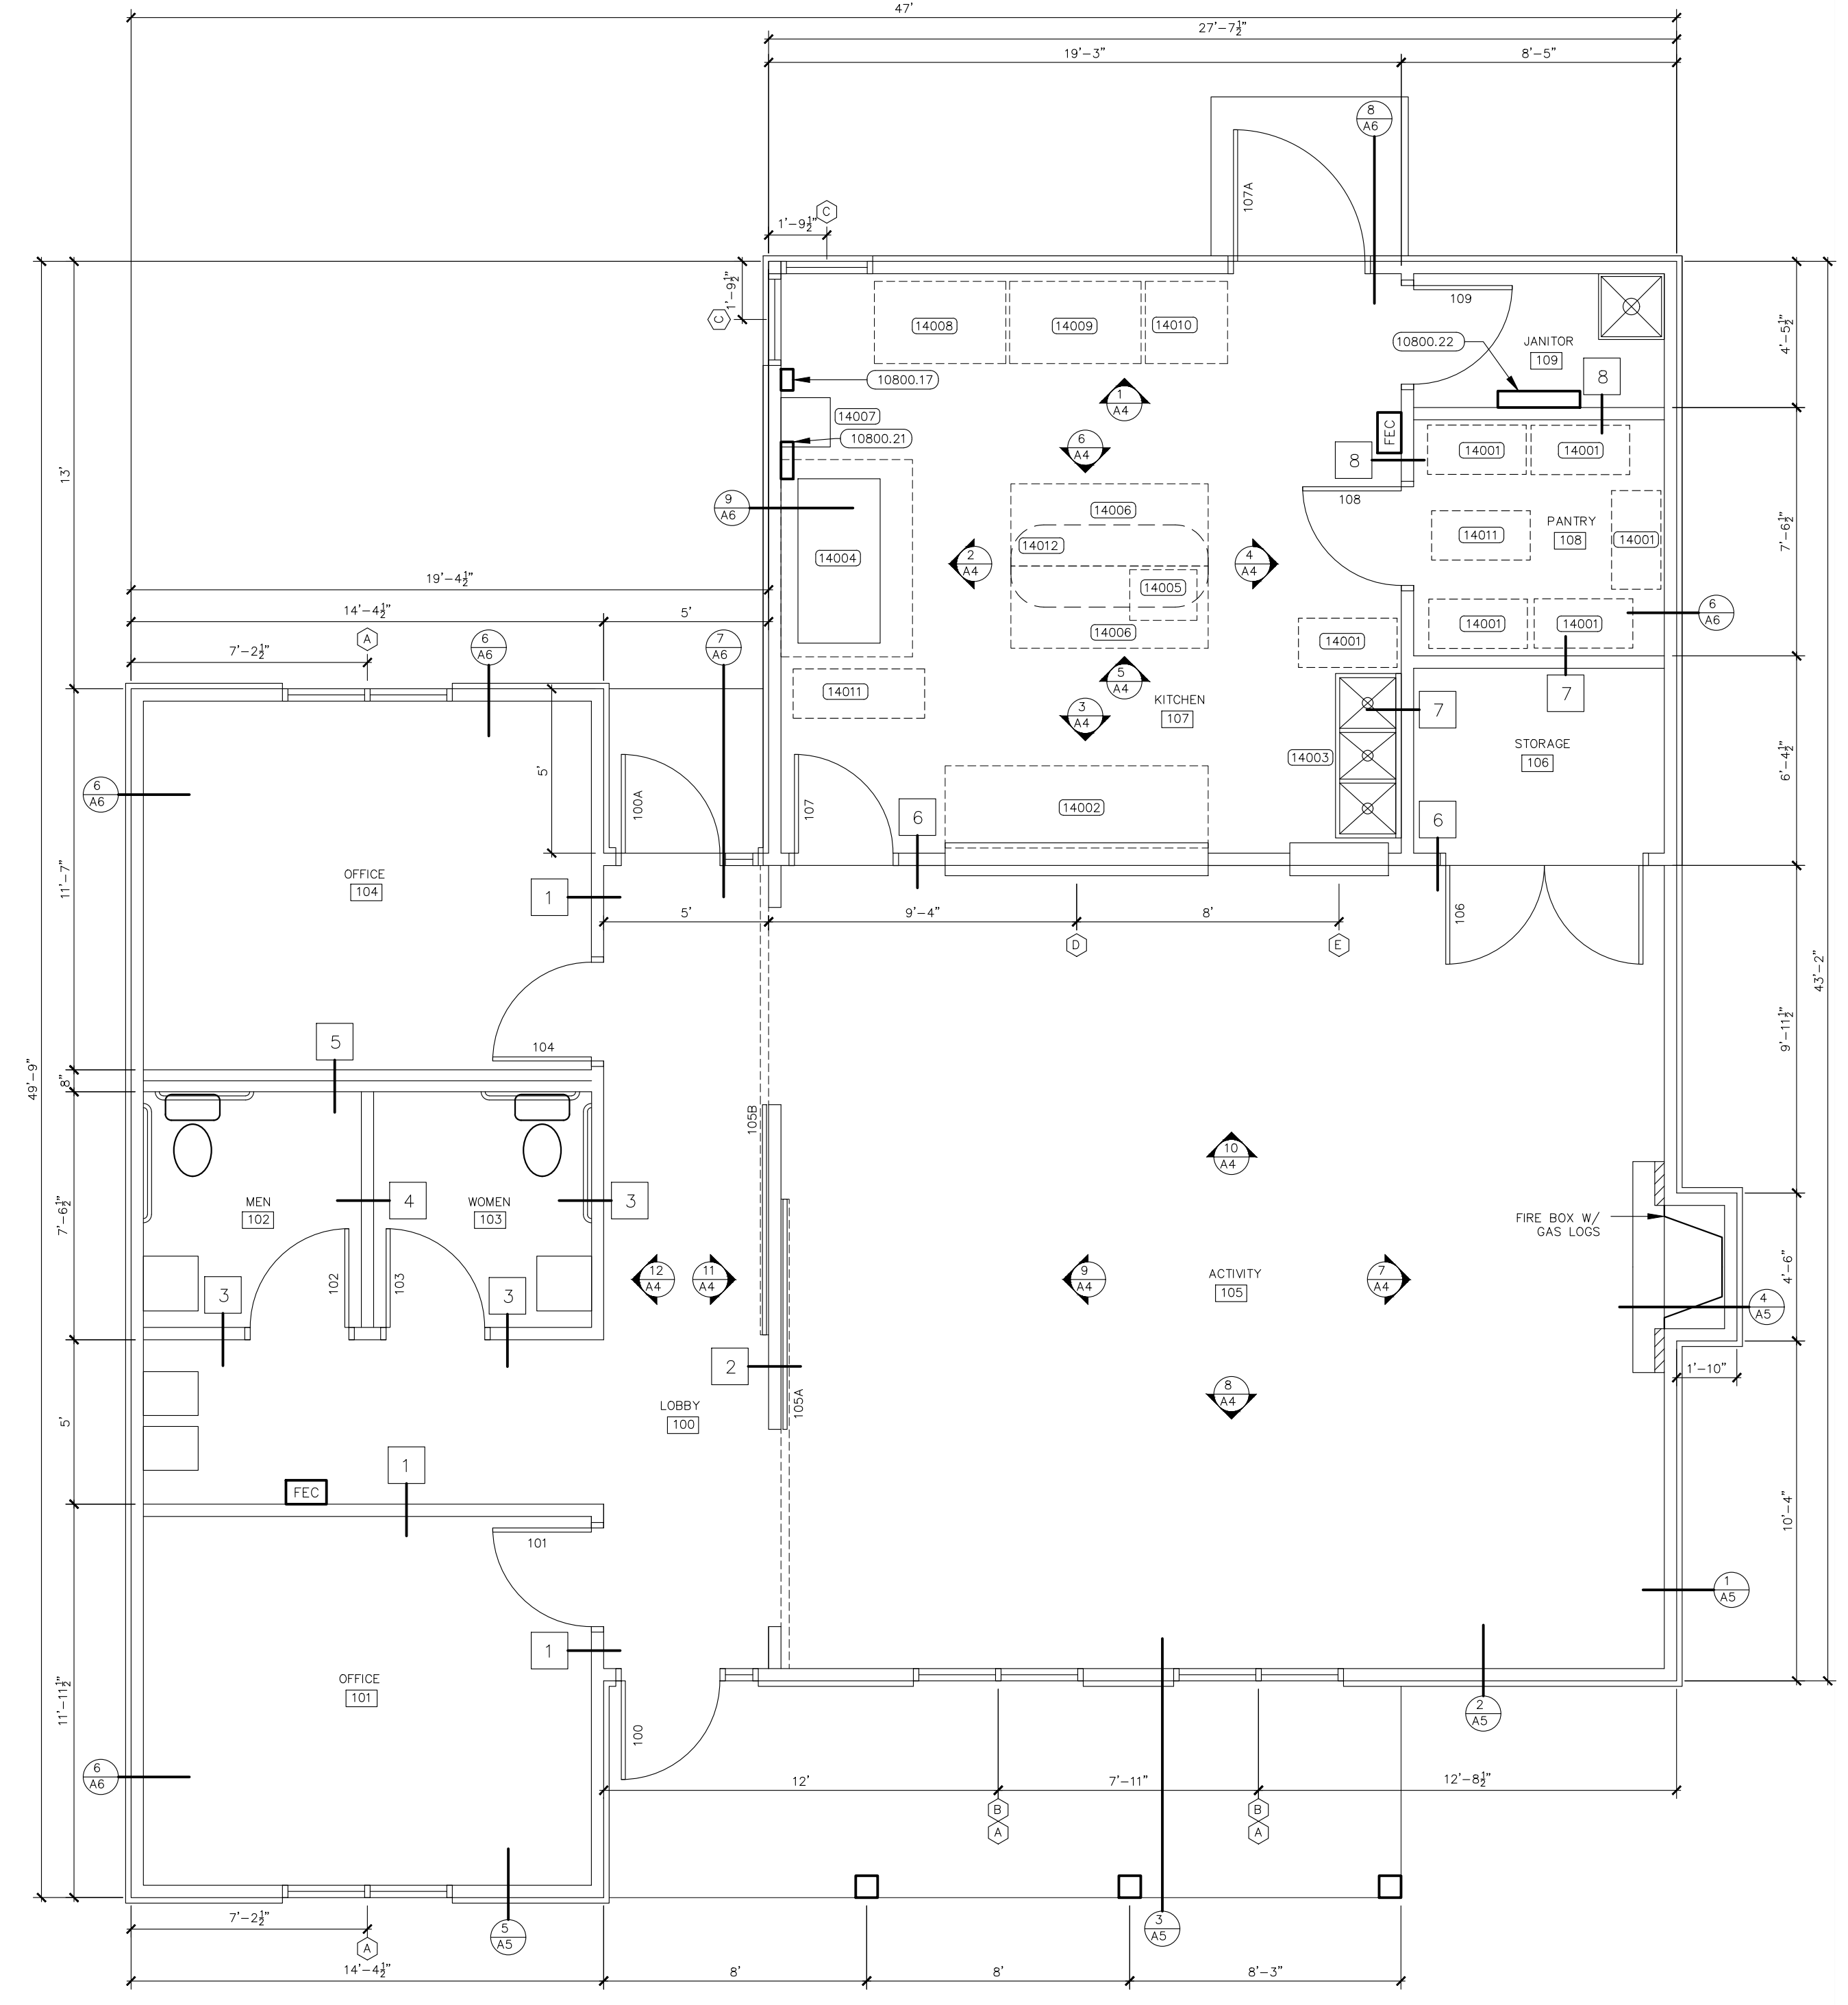 47'
27'-7½"
19'-3"
8'-5"
8
A6
107A
C
1'-9½"
1'-9½"
C
109
10800.22
JANITOR
109
8
4'-5½"
14008
14009
14010
10800.17
14007
10800.21
1
A4
6
A4
FEC
8
14001
14001
13'
9
A6
108
14006
14012
14004
2
A4
4
A4
14005
14006
14011
PANTRY
108
14001
7'-6½"
19'-4½"
14'-4½"
5'
7'-2½"
A
6
A6
7
A6
14001
14001
14001
6
A6
14011
5
A4
3
A4
KITCHEN
107
7
7
STORAGE
106
14003
6'-4½"
5'
6
A6
100A
107
14002
6
6
OFFICE
104
1
11'-7"
5'
9'-4"
8'
D
E
106
43'-2"
9'-11½"
5
104
8"
49'-9"
105B
10
A4
MEN
102
4
WOMEN
103
3
7'-6½"
FIRE BOX W/
GAS LOGS
102
103
3
3
12
A4
11
A4
9
A4
ACTIVITY
105
7
A4
4'-6"
4
A5
2
105A
8
A4
1'-10"
LOBBY
100
5'
1
FEC
10'-4"
101
1
A5
1
OFFICE
101
11'-11½"
100
2
A5
6
A6
12'
7'-11"
12'-8½"
B
A
B
A
7'-2½"
A
5
A5
3
A5
14'-4½"
8'
8'
8'-3"